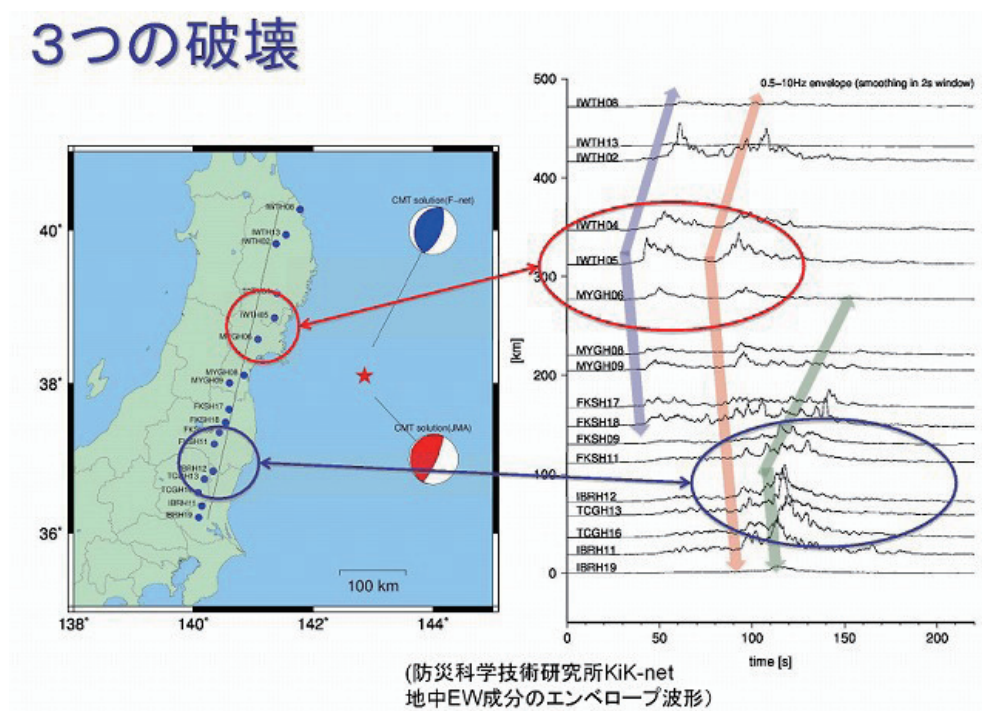 3つの破壊
CMT solution(F-net)
CMT solution(JMA)
IWTH08
IWTH13
IWTH02
IWTH05
MYGH06
MYGH08
MYGH09
FKSH17
FKSH18
FKSH11
IBRH12
TCGH13
TCGH16
IBRH11
IBRH19
40°
38°
36°
138°
140°
142°
144°
100 km
0.5-10Hz envelope (smoothing in 2s window)
500
400
300
200
100
0
[km]
IWTH08
IWTH13
IWTH02
IWTH04
IWTH05
MYGH06
MYGH08
MYGH09
FKSH17
FKSH18
FKSH09
FKSH11
IBRH12
TCGH13
TCGH16
IBRH11
IBRH19
0
50
100
150
200
time [s]
(防災科学技術研究所KiK-net
地中EW成分のエンベロープ波形)